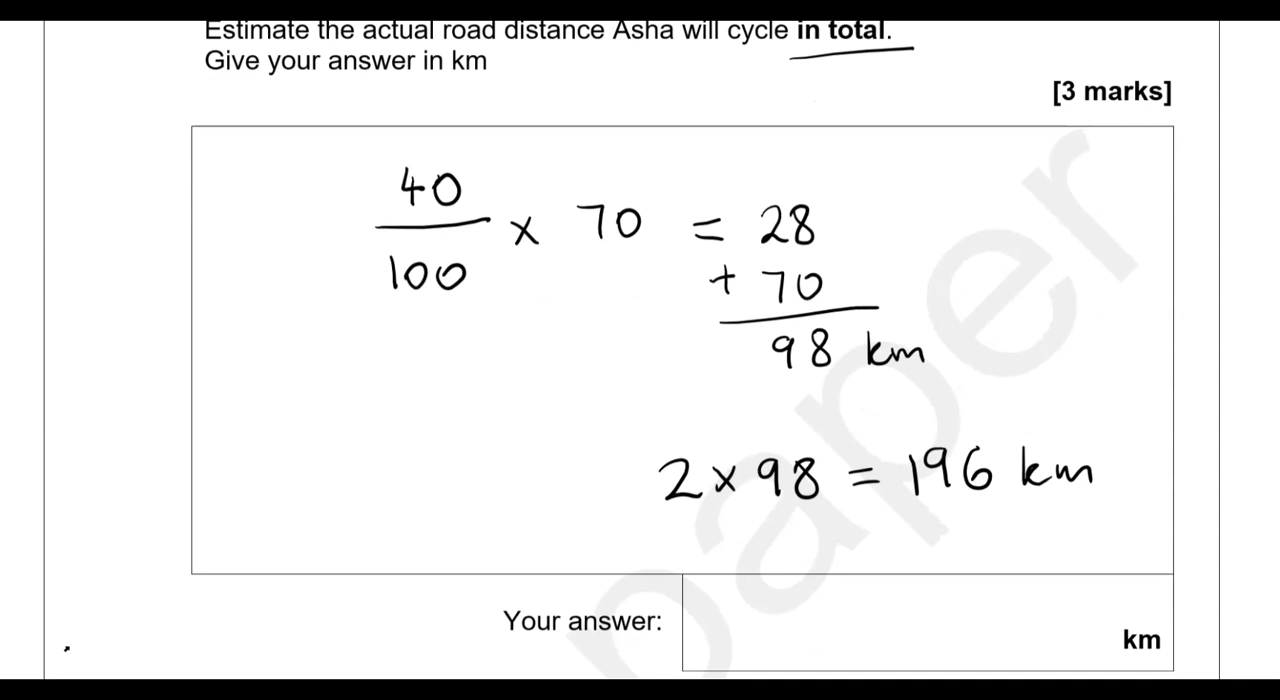 Estimate the actual road distance Asha will cycle in total.
Give your answer in km
[3 marks]
40/100 × 70 = 28
+ 70
98 km
2 × 98 = 196 km
Your answer:
km
paper